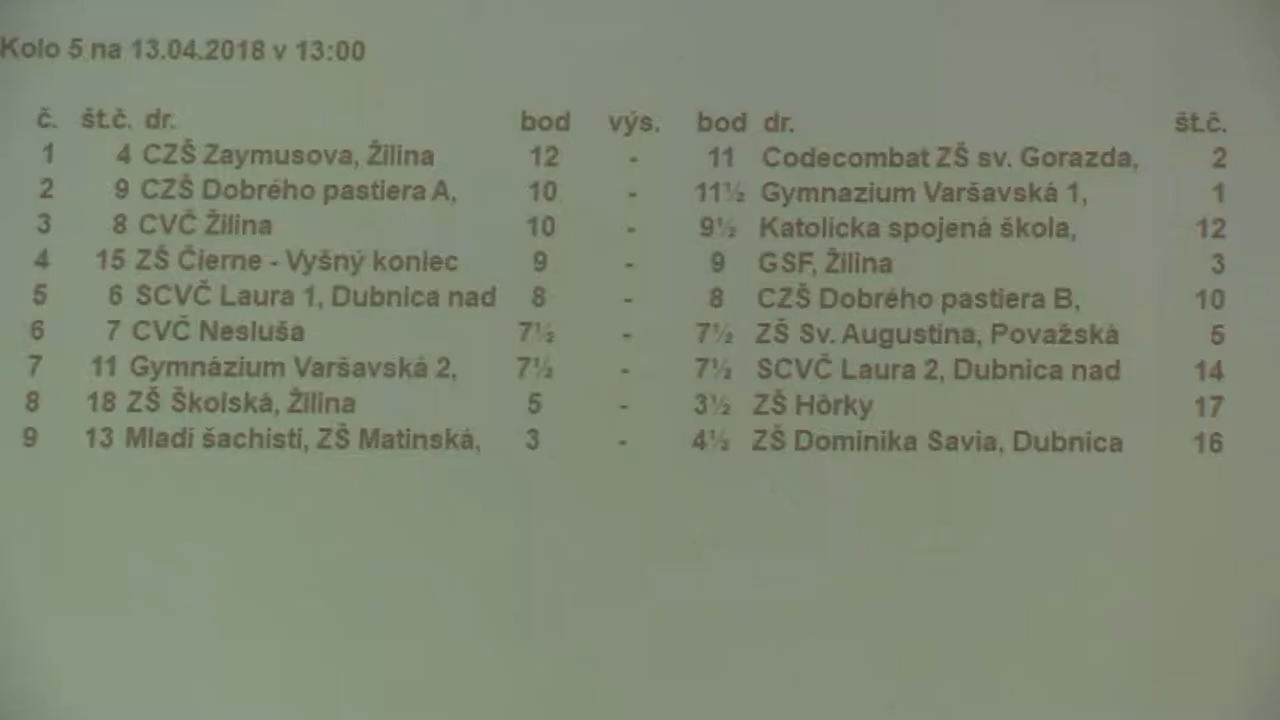 Kolo 5 na 13.04.2018 v 13:00
č. št.č. dr. bod výs. bod dr. št.č.
1 4 CZŠ Zaymusova, Žilina 12 - 11 Codecombat ZŠ sv. Gorazda, 2
2 9 CZŠ Dobrého pastiera A, 10 - 11½ Gymnazium Varšavská 1, 1
3 8 CVČ Žilina 10 - 9½ Katolicka spojená škola, 12
4 15 ZŠ Čierne - Vyšný koniec 9 - 9 GSF, Žilina 3
5 6 SCVČ Laura 1, Dubnica nad 8 - 8 CZŠ Dobrého pastiera B, 10
6 7 CVČ Nesluša 7½ - 7½ ZŠ Sv. Augustína, Považská 5
7 11 Gymnázium Varšavská 2, 7½ - 7½ SCVČ Laura 2, Dubnica nad 14
8 18 ZŠ Školská, Žilina 5 - 3½ ZŠ Hôrky 17
9 13 Mladí šachisti, ZŠ Matinská, 3 - 4½ ZŠ Dominika Savia, Dubnica 16